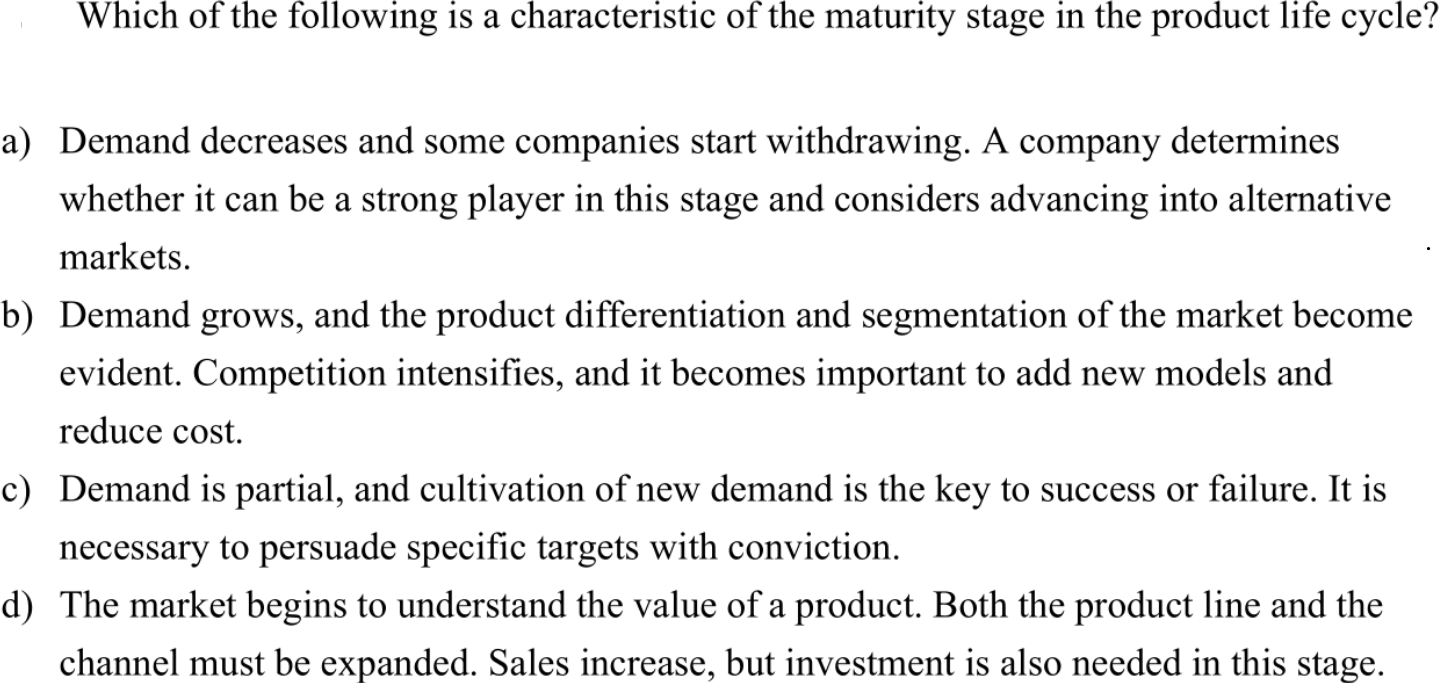 Which of the following is a characteristic of the maturity stage in the product life cycle?
a) Demand decreases and some companies start withdrawing. A company determines
whether it can be a strong player in this stage and considers advancing into alternative
markets.
b) Demand grows, and the product differentiation and segmentation of the market become
evident. Competition intensifies, and it becomes important to add new models and
reduce cost.
c) Demand is partial, and cultivation of new demand is the key to success or failure. It is
necessary to persuade specific targets with conviction.
d) The market begins to understand the value of a product. Both the product line and the
channel must be expanded. Sales increase, but investment is also needed in this stage.